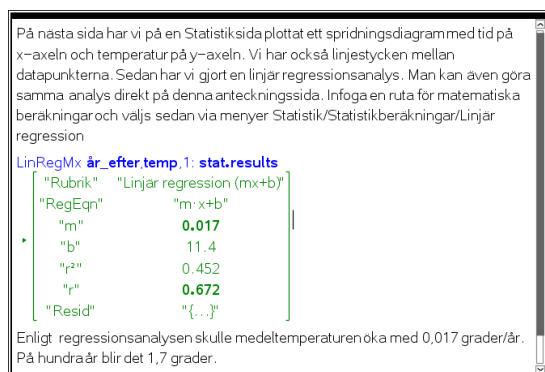 På nästa sida har vi på en Statistiksida plottat ett spridningsdiagram med tid på
x-axeln och temperatur på y-axeln. Vi har också linjestycken mellan
datapunkterna. Sedan har vi gjort en linjär regressionsanalys. Man kan även göra
samma analys direkt på denna anteckningssida. Infoga en ruta för matematiska
beräkningar och väljs sedan via menyer Statistik/Statistikberäkningar/Linjär
regression
LinRegMx år_efter,temp,1: stat.results
"Rubrik" "Linjär regression (mx+b)"
"RegEqn" "m·x+b"
"m" 0.017
"b" 11.4
"r²" 0.452
"r" 0.672
"Resid" "{...}"
Enligt regressionsanalysen skulle medeltemperaturen öka med 0,017 grader/år.
På hundra år blir det 1,7 grader.